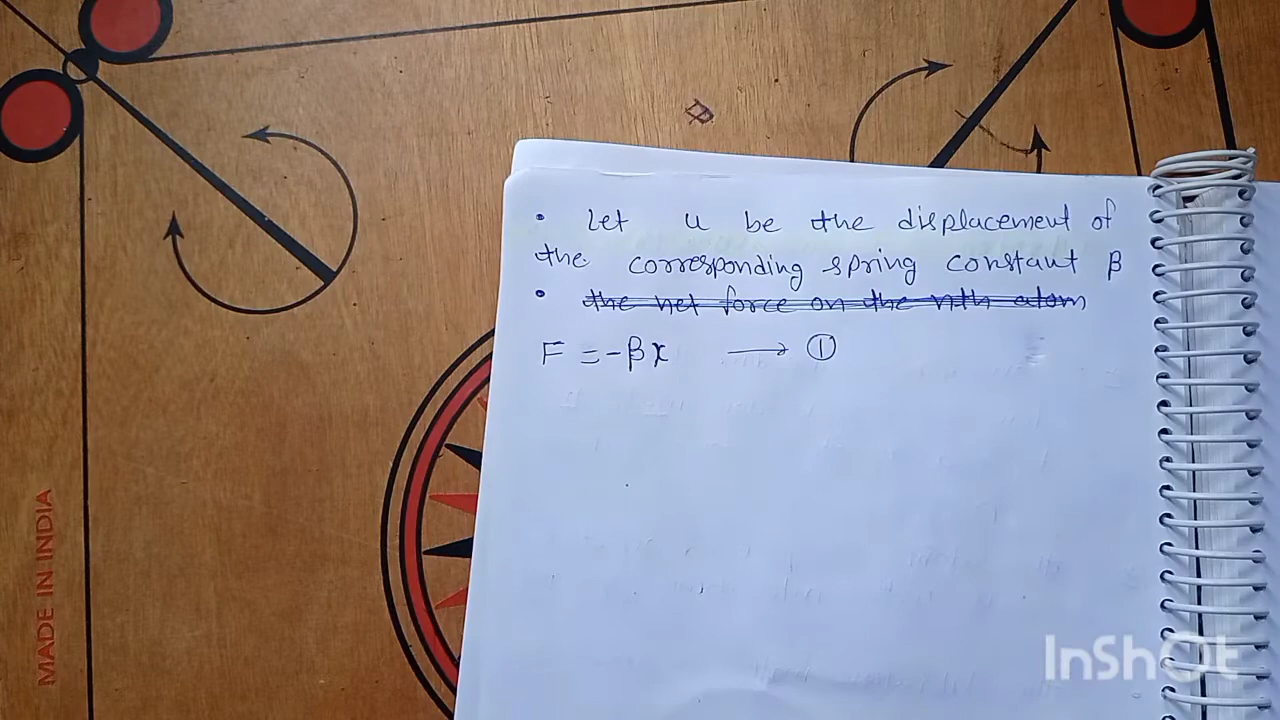 • Let u be the displacement of
the corresponding spring constant β
• the net force on the nth atom
F = -βx → ①
MADE IN INDIA
InShOt